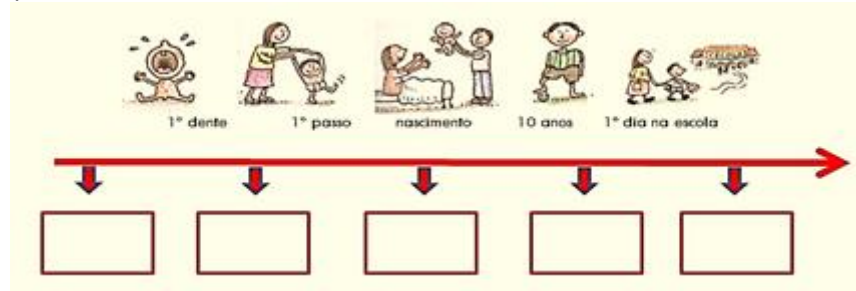 1º dente 1º passo nascimento 10 anos 1º dia na escola